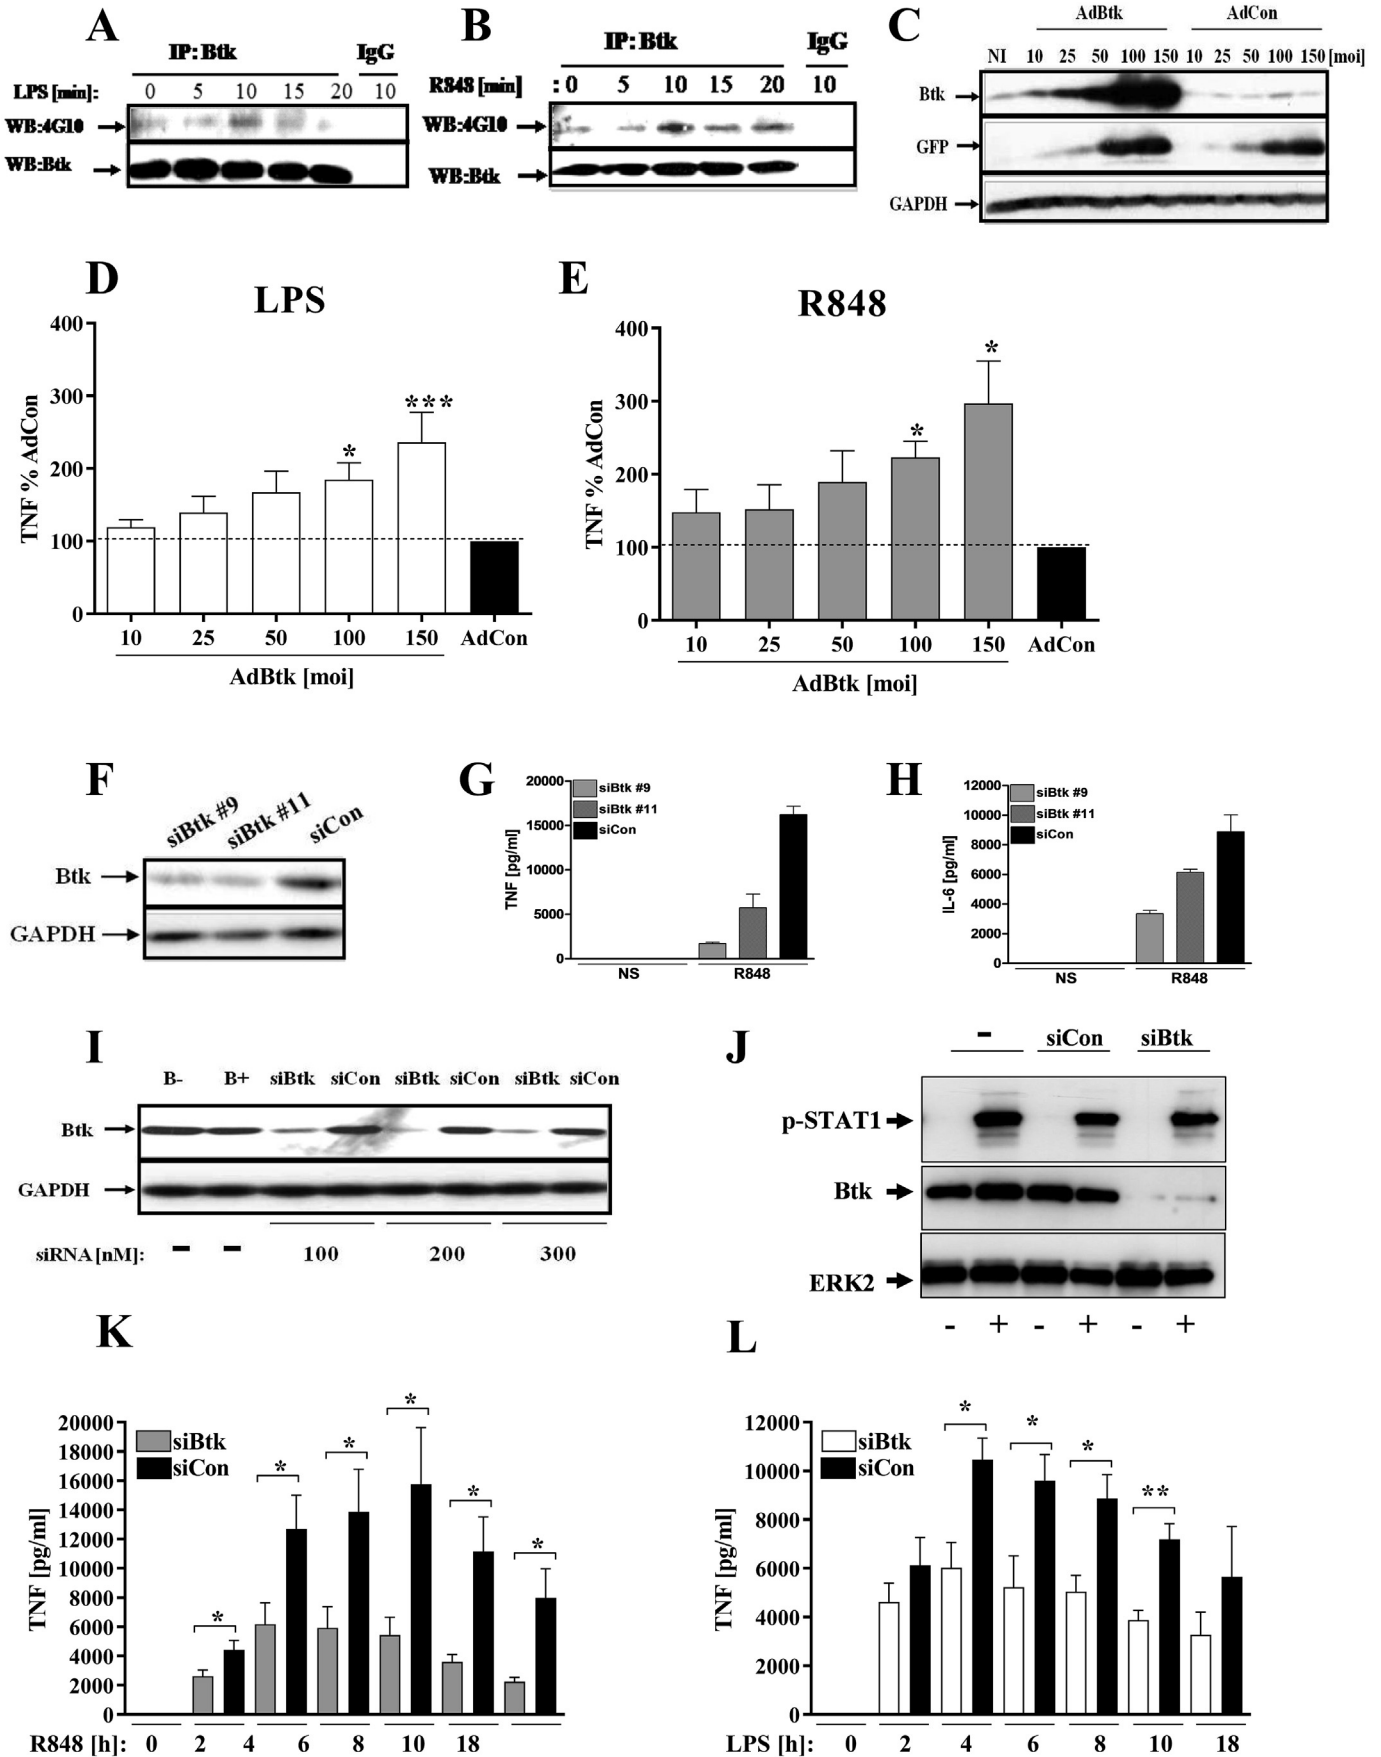 A
IP: Btk IgG
LPS [min]: 0 5 10 15 20 10
WB:4G10
WB:Btk
B
IP: Btk IgG
R848 [min] : 0 5 10 15 20 10
WB:4G10
WB:Btk
C
AdBtk AdCon
NI 10 25 50 100 150 10 25 50 100 150 [moi]
Btk
GFP
GAPDH
D
LPS
TNF % AdCon
400
300
200
100
0
* ***
10 25 50 100 150 AdCon
AdBtk [moi]
E
R848
TNF % AdCon
400
300
200
100
0
* *
10 25 50 100 150 AdCon
AdBtk [moi]
F
siBtk #9 siBtk #11 siCon
Btk
GAPDH
G
TNF [pg/ml]
20000
15000
10000
5000
0
siBtk #9
siBtk #11
siCon
NS R848
H
IL-6 [pg/ml]
12000
10000
8000
6000
4000
2000
0
siBtk #9
siBtk #11
siCon
NS R848
I
B- B+ siBtk siCon siBtk siCon siBtk siCon
Btk
GAPDH
siRNA[nM]: - - 100 200 300
J
- siCon siBtk
p-STAT1
Btk
ERK2
- + - + - +
K
TNF [pg/ml]
20000
18000
16000
14000
12000
10000
8000
6000
4000
2000
0
siBtk
siCon
* * * * * *
R848 [h]: 0 2 4 6 8 10 18
L
TNF [pg/ml]
12000
10000
8000
6000
4000
2000
0
siBtk
siCon
* * * **
LPS [h]: 0 2 4 6 8 10 18